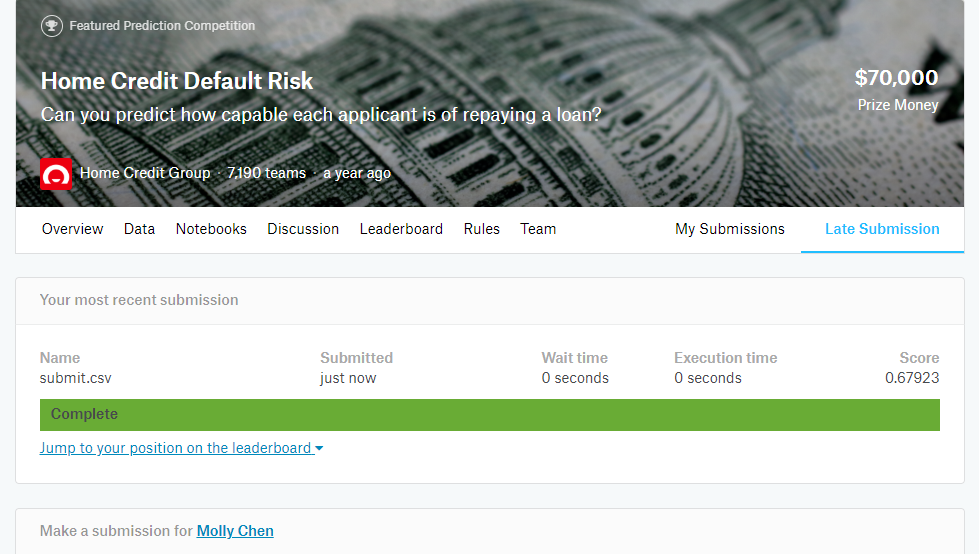 Featured Prediction Competition
Home Credit Default Risk
$70,000
Can you predict how capable each applicant is of repaying a loan?
Prize Money
Home Credit Group · 7,190 teams · a year ago
Overview Data Notebooks Discussion Leaderboard Rules Team My Submissions Late Submission
Your most recent submission
Name Submitted Wait time Execution time Score
submit.csv just now 0 seconds 0 seconds 0.67923
Complete
Jump to your position on the leaderboard
Make a submission for Molly Chen